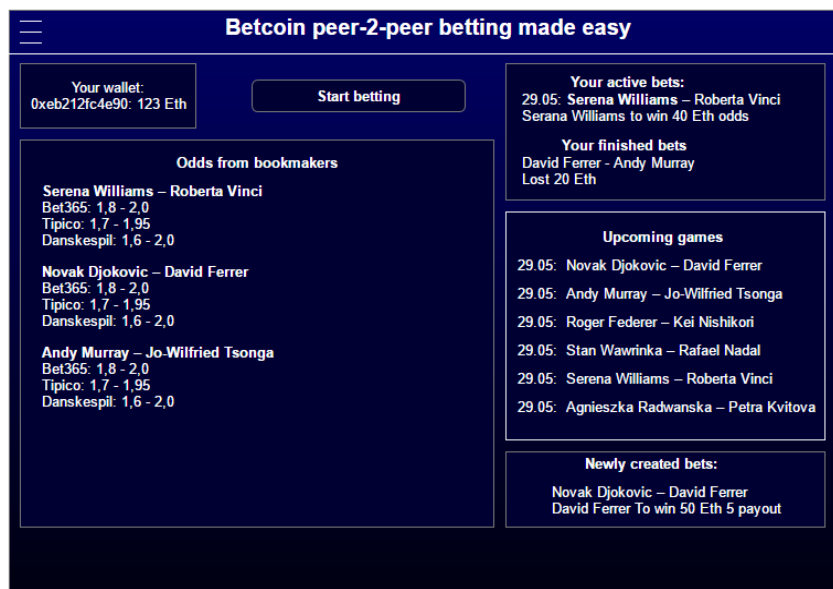 Betcoin peer-2-peer betting made easy
Your wallet:
0xeb212fc4e90: 123 Eth
Start betting
Odds from bookmakers
Serena Williams – Roberta Vinci
Bet365: 1,8 - 2,0
Tipico: 1,7 - 1,95
Danskespil: 1,6 - 2,0
Novak Djokovic – David Ferrer
Bet365: 1,8 - 2,0
Tipico: 1,7 - 1,95
Danskespil: 1,6 - 2,0
Andy Murray – Jo-Wilfried Tsonga
Bet365: 1,8 - 2,0
Tipico: 1,7 - 1,95
Danskespil: 1,6 - 2,0
Your active bets:
29.05: Serena Williams – Roberta Vinci
Serana Williams to win 40 Eth odds
Your finished bets
David Ferrer - Andy Murray
Lost 20 Eth
Upcoming games
29.05: Novak Djokovic – David Ferrer
29.05: Andy Murray – Jo-Wilfried Tsonga
29.05: Roger Federer – Kei Nishikori
29.05: Stan Wawrinka – Rafael Nadal
29.05: Serena Williams – Roberta Vinci
29.05: Agnieszka Radwanska – Petra Kvitova
Newly created bets:
Novak Djokovic – David Ferrer
David Ferrer To win 50 Eth 5 payout